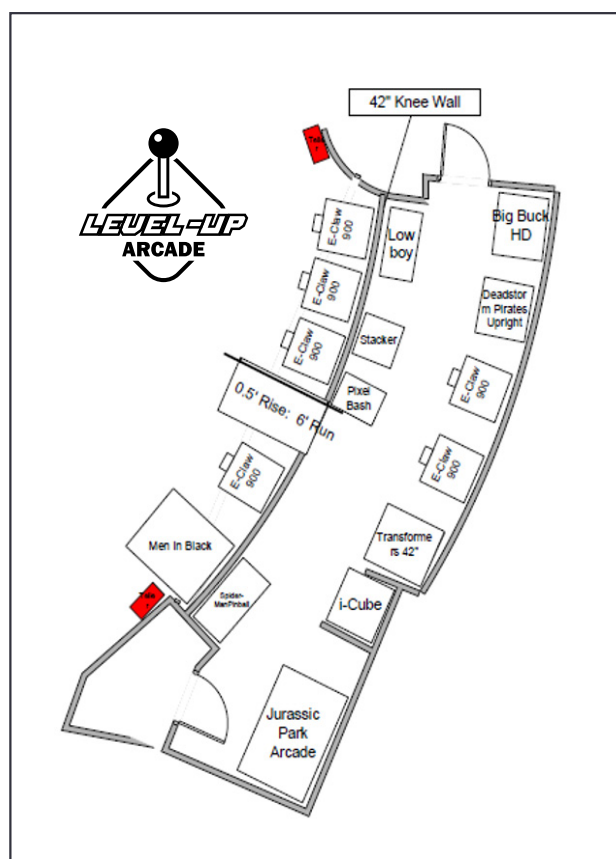 42" Knee Wall
Telle
r
LEVEL-UP
ARCADE
E-Claw
900
Low
boy
Big Buck
HD
E-Claw
900
Deadstor
m Pirates
Upright
E-Claw
900
Stacker
0.5' Rise: 6' Run
Pixel
Bash
E-Claw
900
E-Claw
900
E-Claw
900
Men In Black
Transforme
rs 42"
Telle
r
Spider-
ManPinball
i-Cube
Jurassic
Park
Arcade